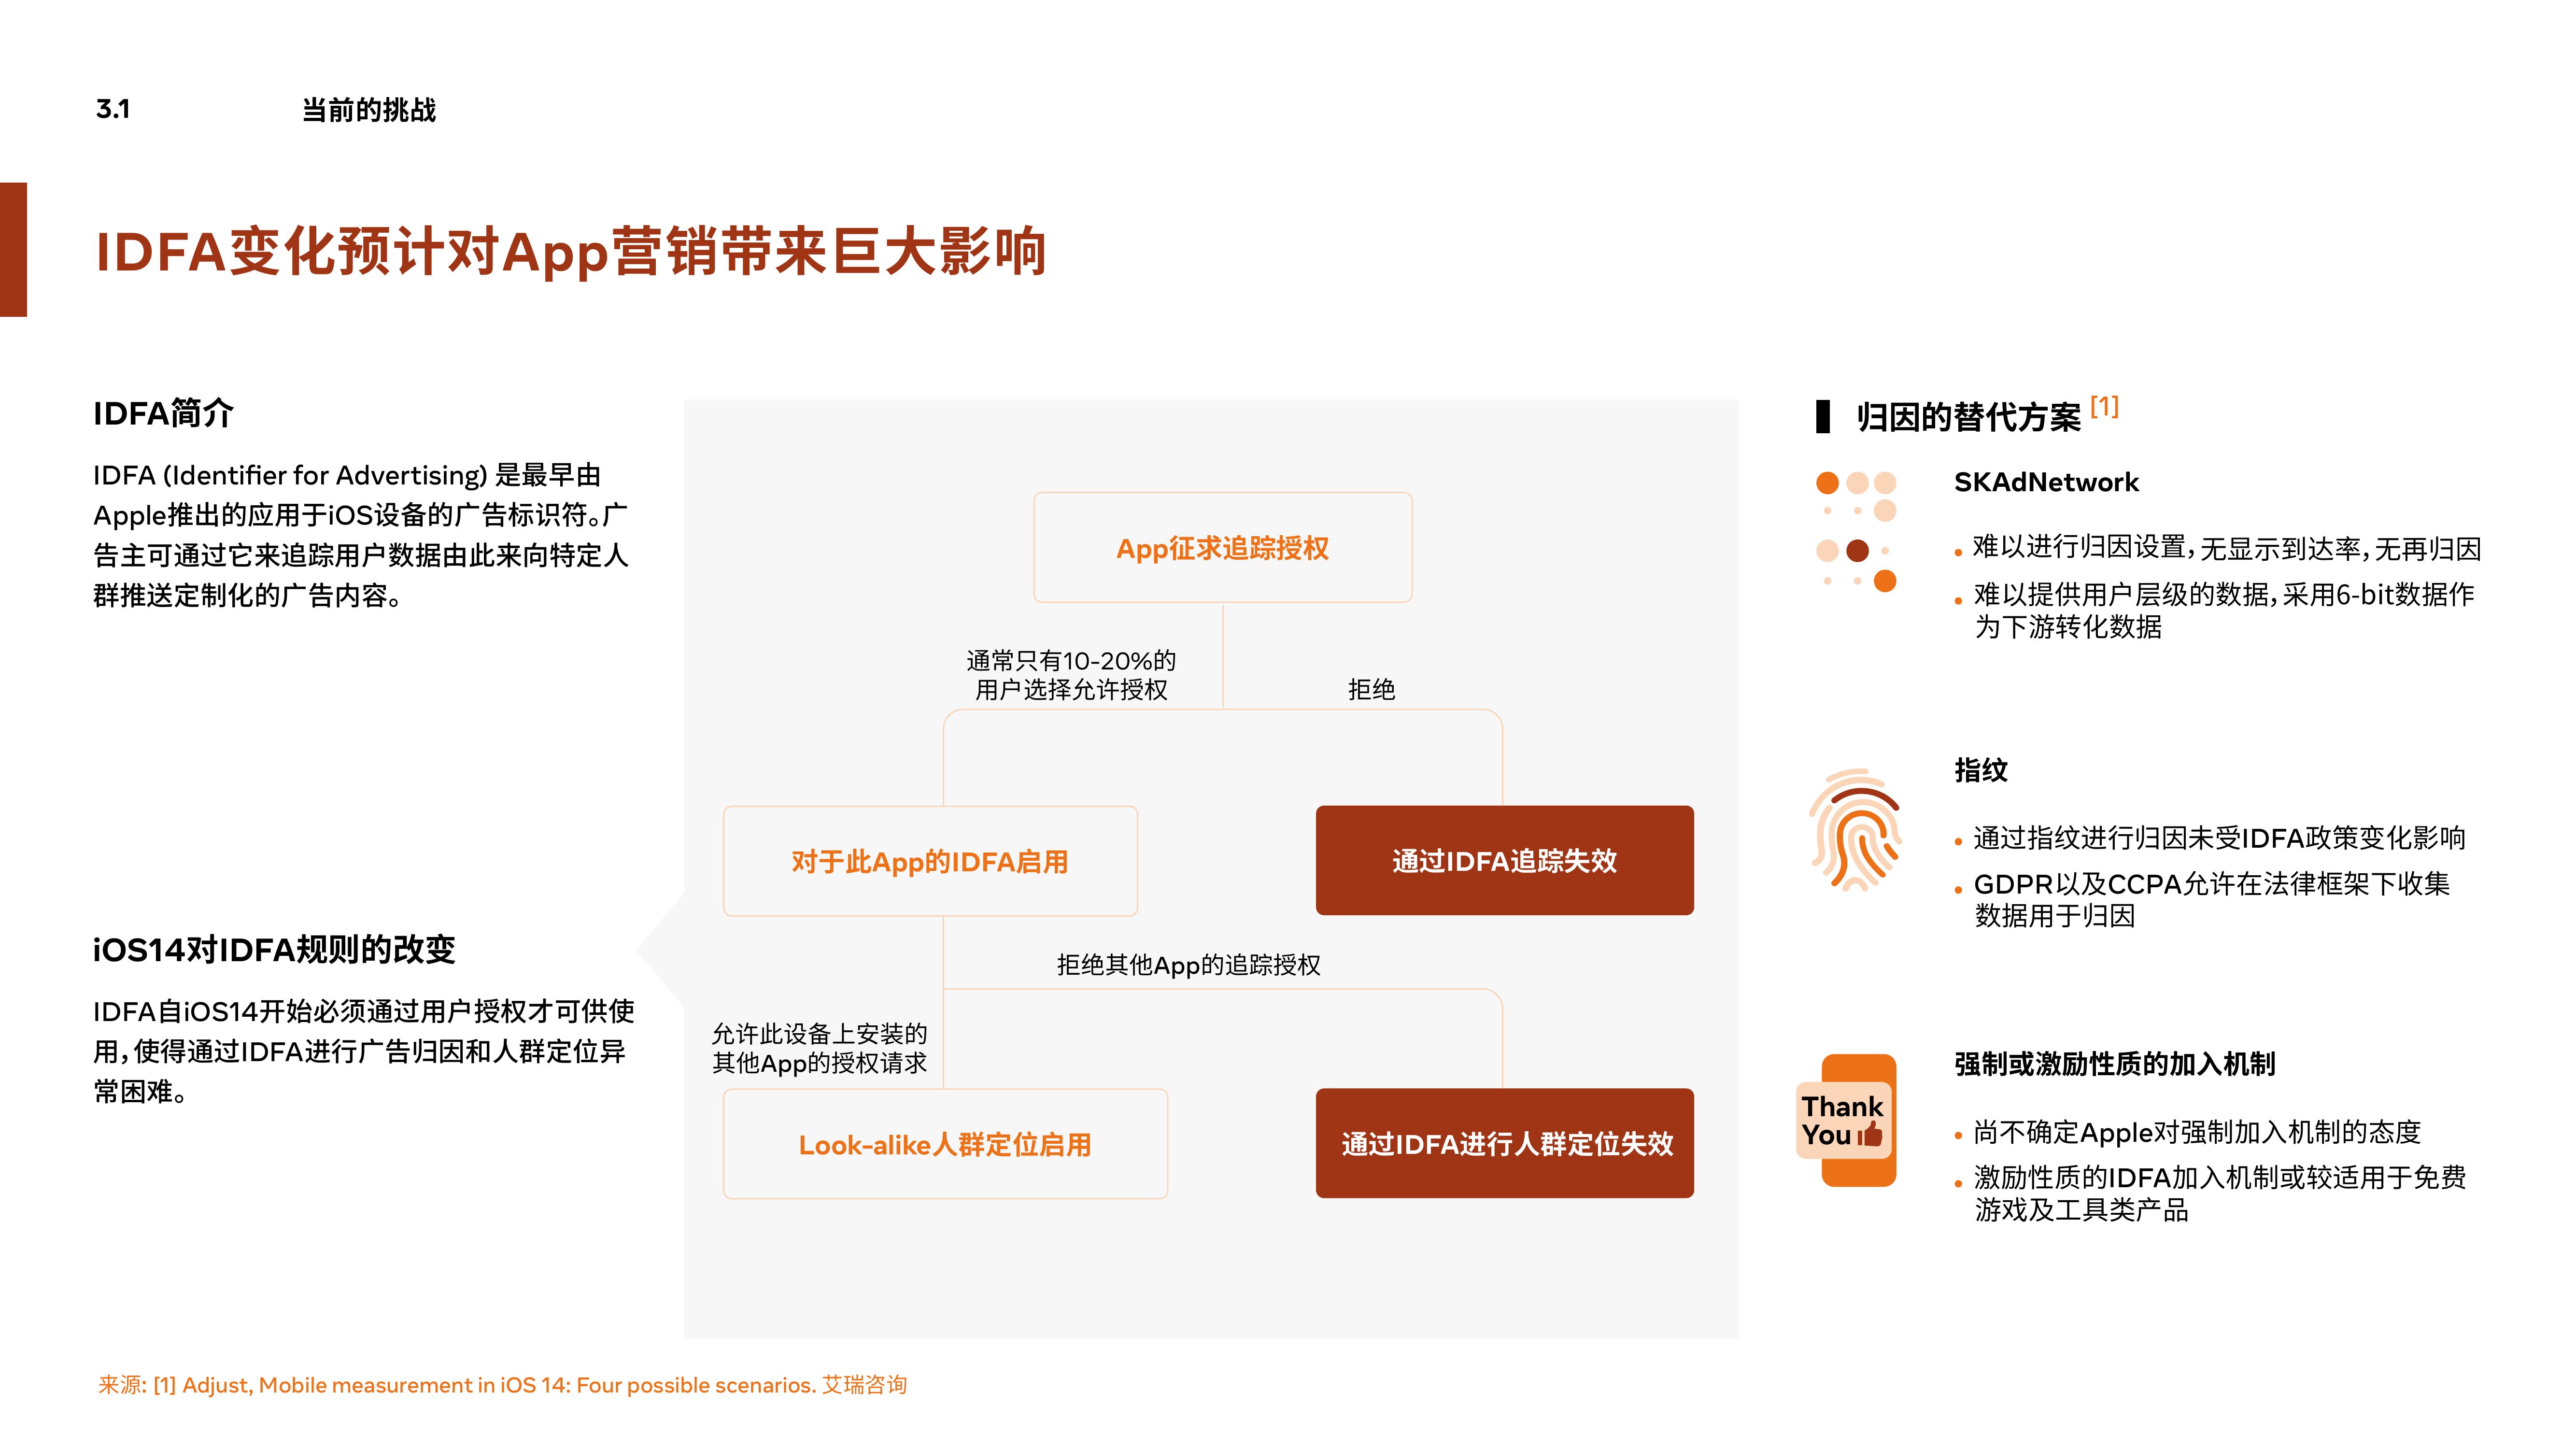 3.1 当前的挑战
IDFA变化预计对App营销带来巨大影响
IDFA简介
IDFA (Identifier for Advertising) 是最早由
Apple推出的应用于iOS设备的广告标识符。广
告主可通过它来追踪用户数据由此来向特定人
群推送定制化的广告内容。
iOS14对IDFA规则的改变
IDFA自iOS14开始必须通过用户授权才可供使
用，使得通过IDFA进行广告归因和人群定位异
常困难。
App征求追踪授权
通常只有10-20%的
用户选择允许授权
拒绝
对于此App的IDFA启用
通过IDFA追踪失效
拒绝其他App的追踪授权
允许此设备上安装的
其他App的授权请求
Look-alike人群定位启用
通过IDFA进行人群定位失效
归因的替代方案 [1]
SKAdNetwork
• 难以进行归因设置，无显示到达率，无再归因
• 难以提供用户层级的数据，采用6-bit数据作
为下游转化数据
指纹
• 通过指纹进行归因未受IDFA政策变化影响
• GDPR以及CCPA允许在法律框架下收集
数据用于归因
Thank
You
强制或激励性质的加入机制
• 尚不确定Apple对强制加入机制的态度
• 激励性质的IDFA加入机制或较适用于免费
游戏及工具类产品
来源: [1] Adjust, Mobile measurement in iOS 14: Four possible scenarios. 艾瑞咨询